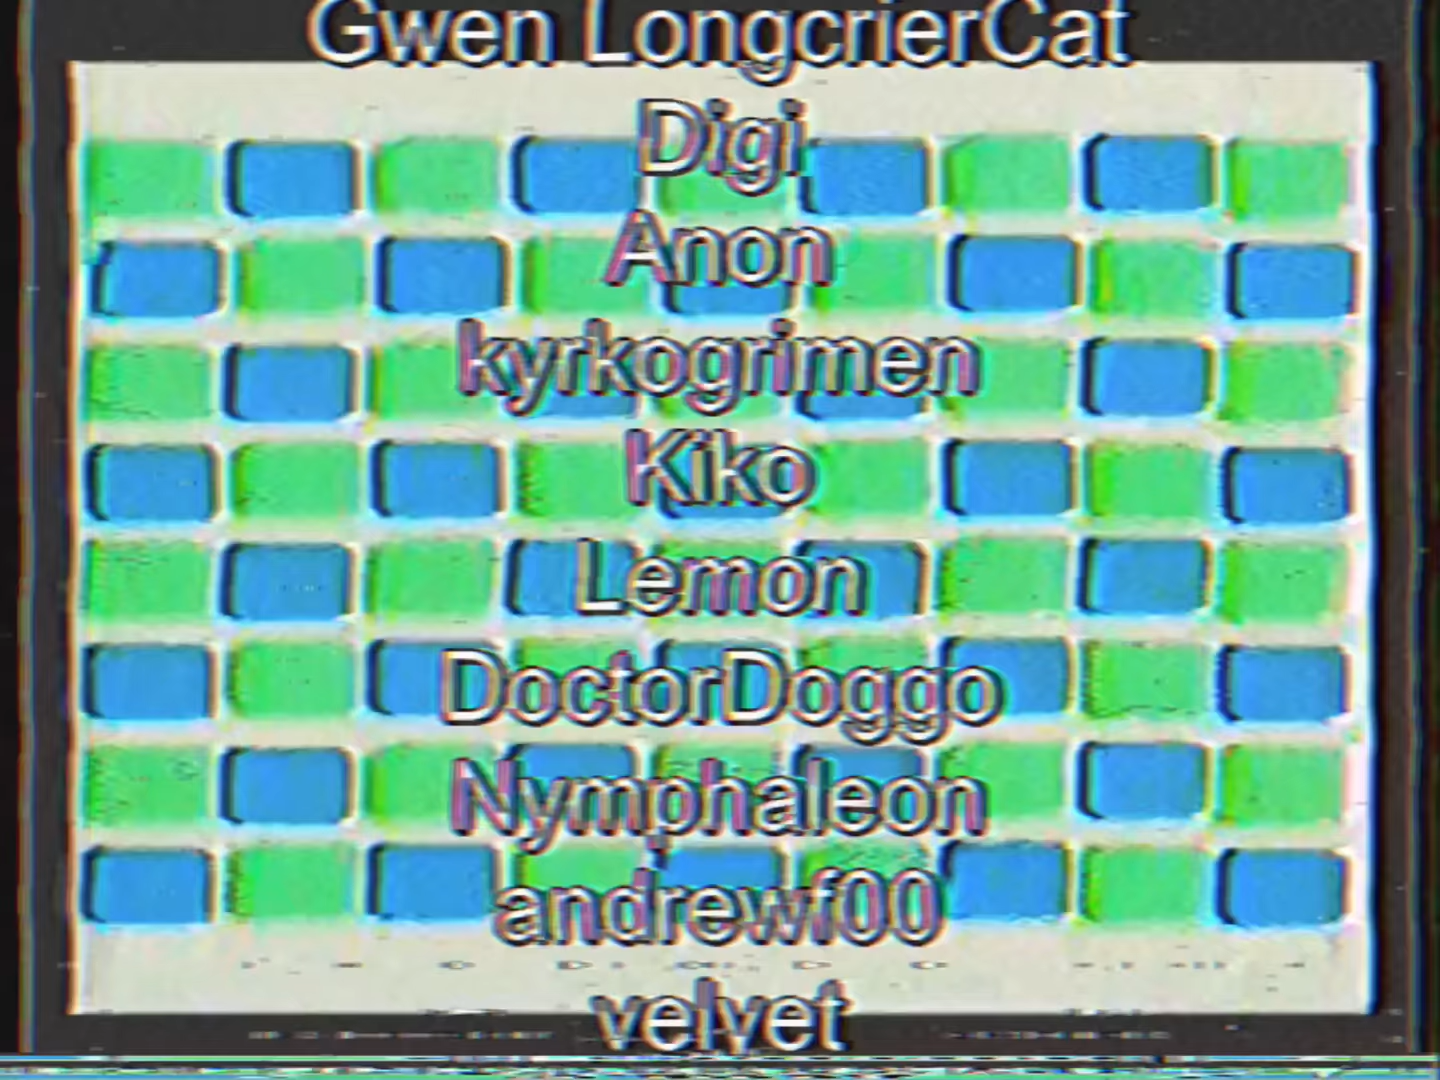 Gwen LongcrierCat
Digi
Anon
kyrkogrimen
Kiko
Lemon
DoctorDoggo
Nymphaleon
andrewf00
velvet